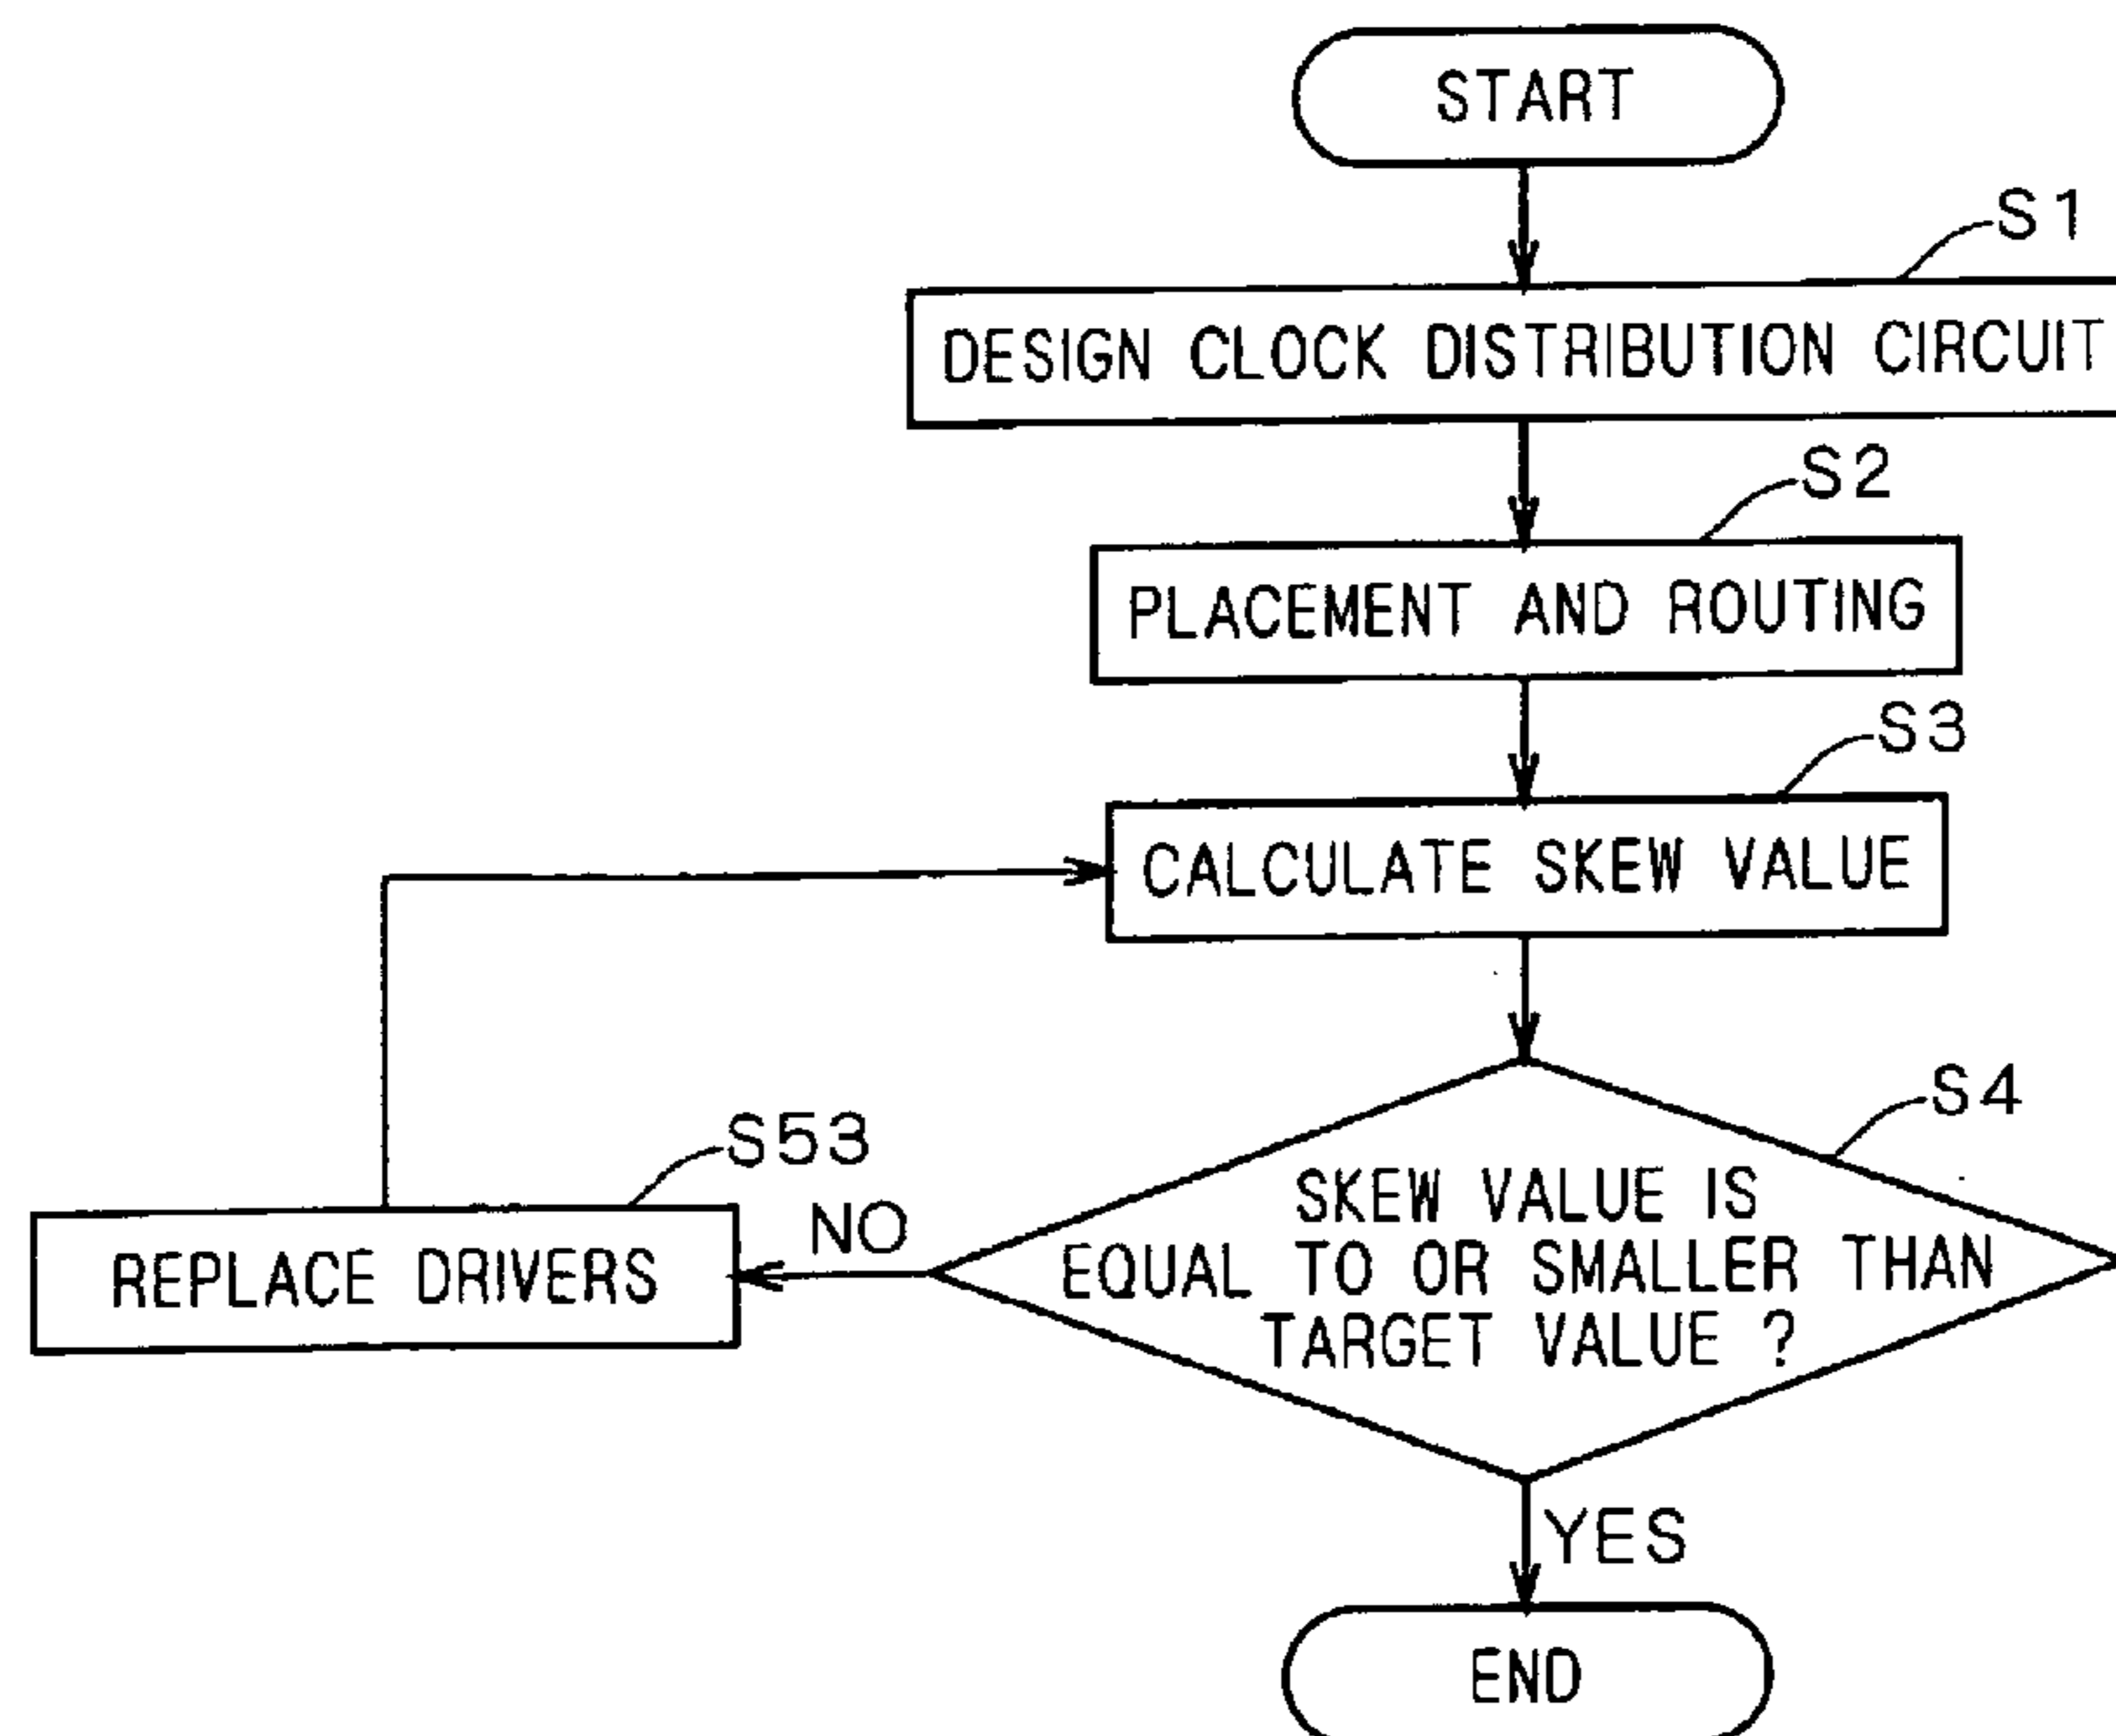 START
S1
DESIGN CLOCK DISTRIBUTION CIRCUIT
S2
PLACEMENT AND ROUTING
S3
CALCULATE SKEW VALUE
S4
SKEW VALUE IS
EQUAL TO OR SMALLER THAN
TARGET VALUE ?
S53
NO
REPLACE DRIVERS
YES
END